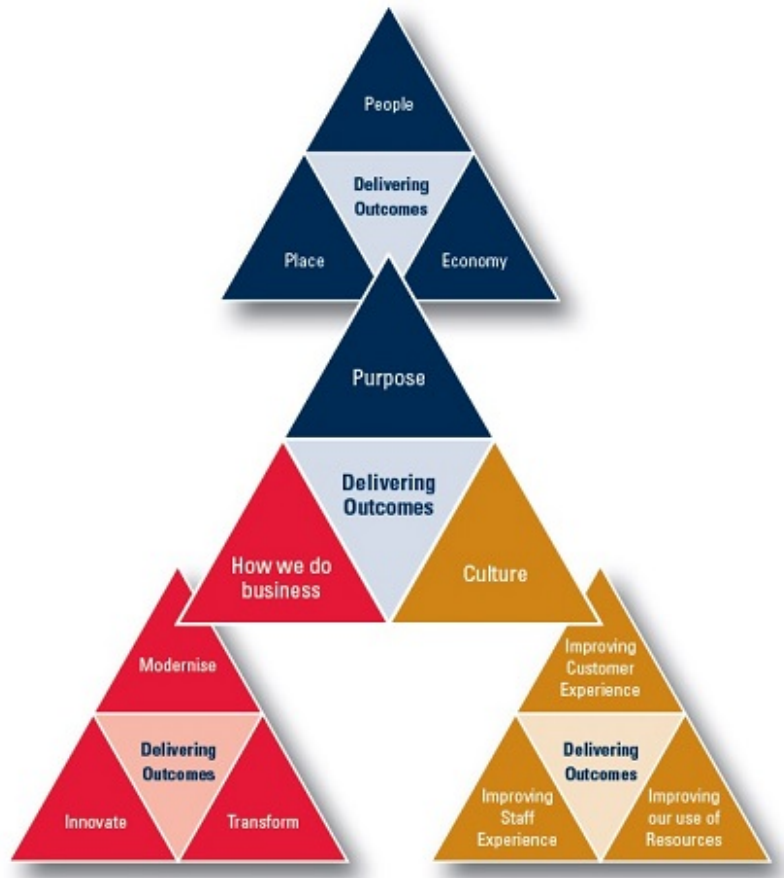 People
Delivering
Outcomes
Place
Economy
Purpose
Delivering
Outcomes
How we do
business
Culture
Modernise
Delivering
Outcomes
Innovate
Transform
Improving
Customer
Experience
Delivering
Outcomes
Improving
Staff
Experience
Improving
our use of
Resources